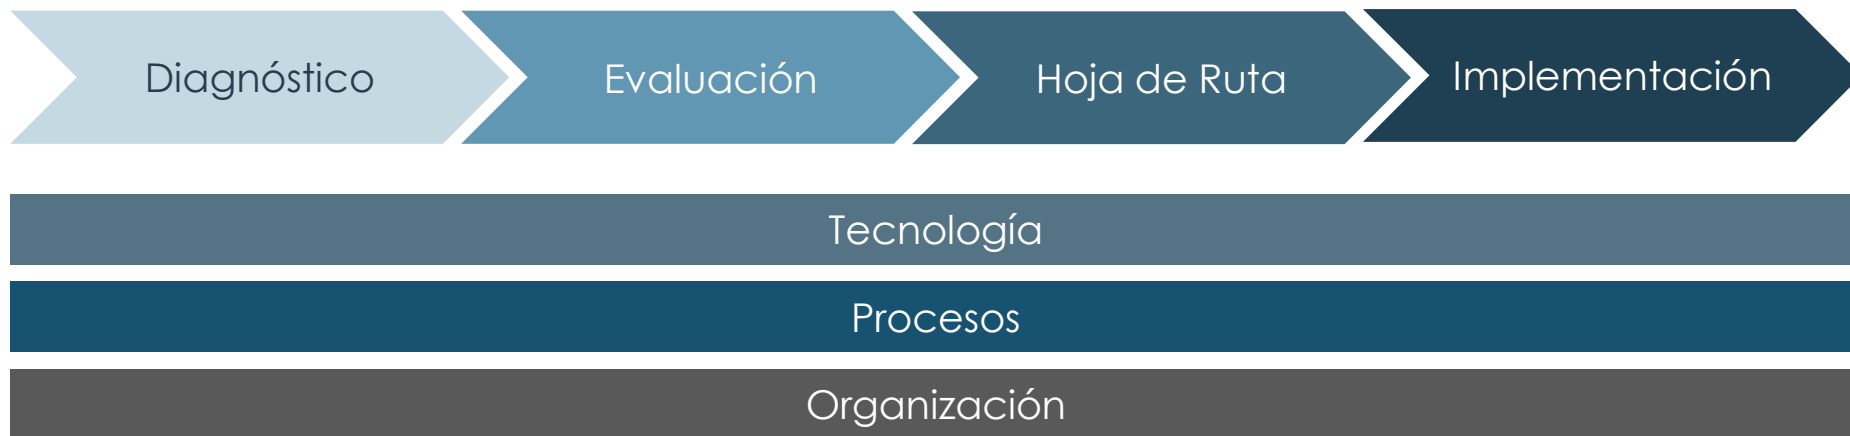 Diagnóstico
Evaluación
Hoja de Ruta
Implementación
Tecnología
Procesos
Organización